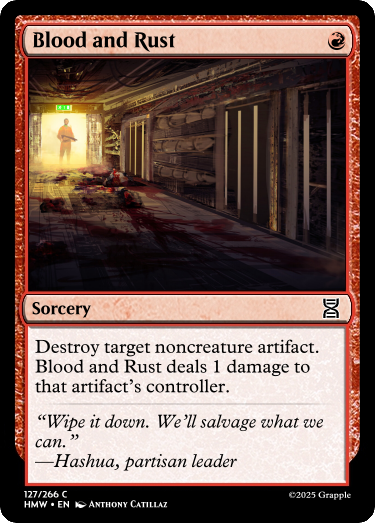 Blood and Rust
EXIT
Sorcery
Destroy target noncreature artifact.
Blood and Rust deals 1 damage to
that artifact's controller.
“Wipe it down. We'll salvage what we
can.”
—Hashua, partisan leader
127/266 C
HMW • EN Anthony Catillaz
©2025 Grapple